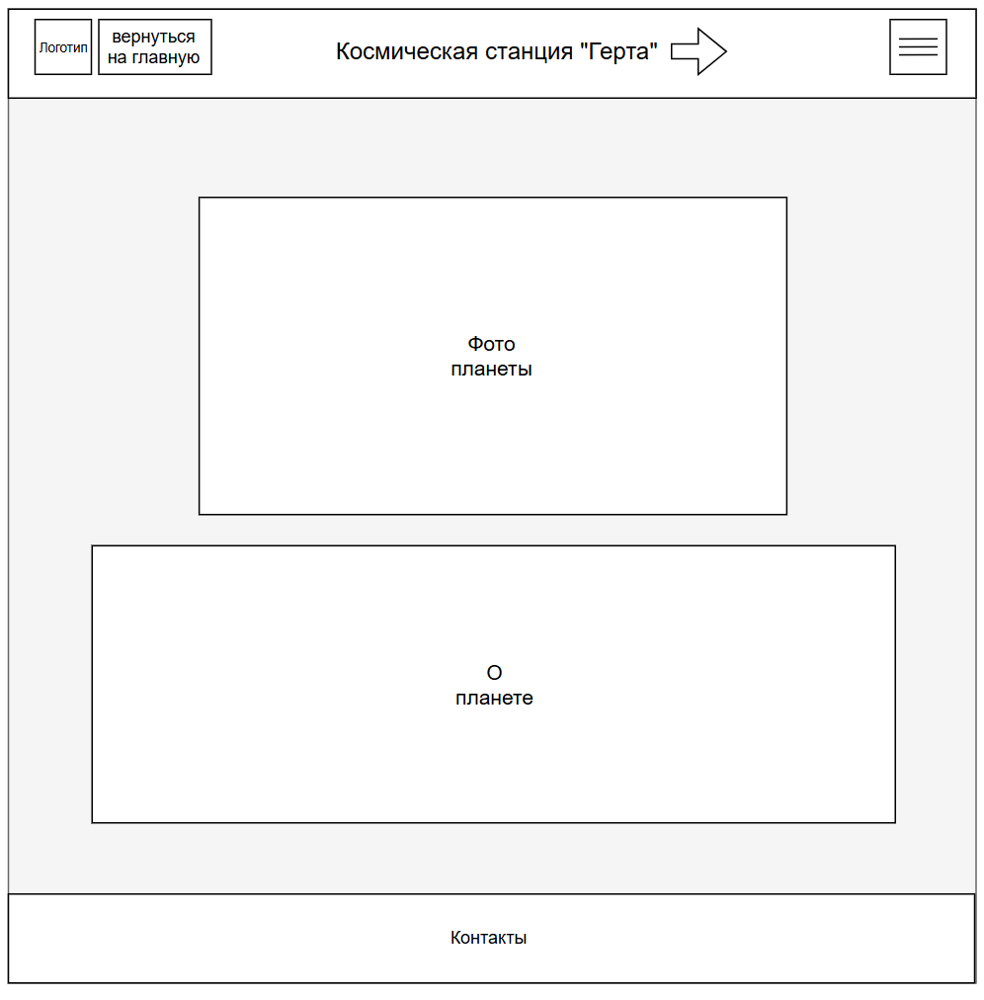 Логотип
вернуться
на главную
Космическая станция "Герта"
Фото
планеты
О
планете
Контакты